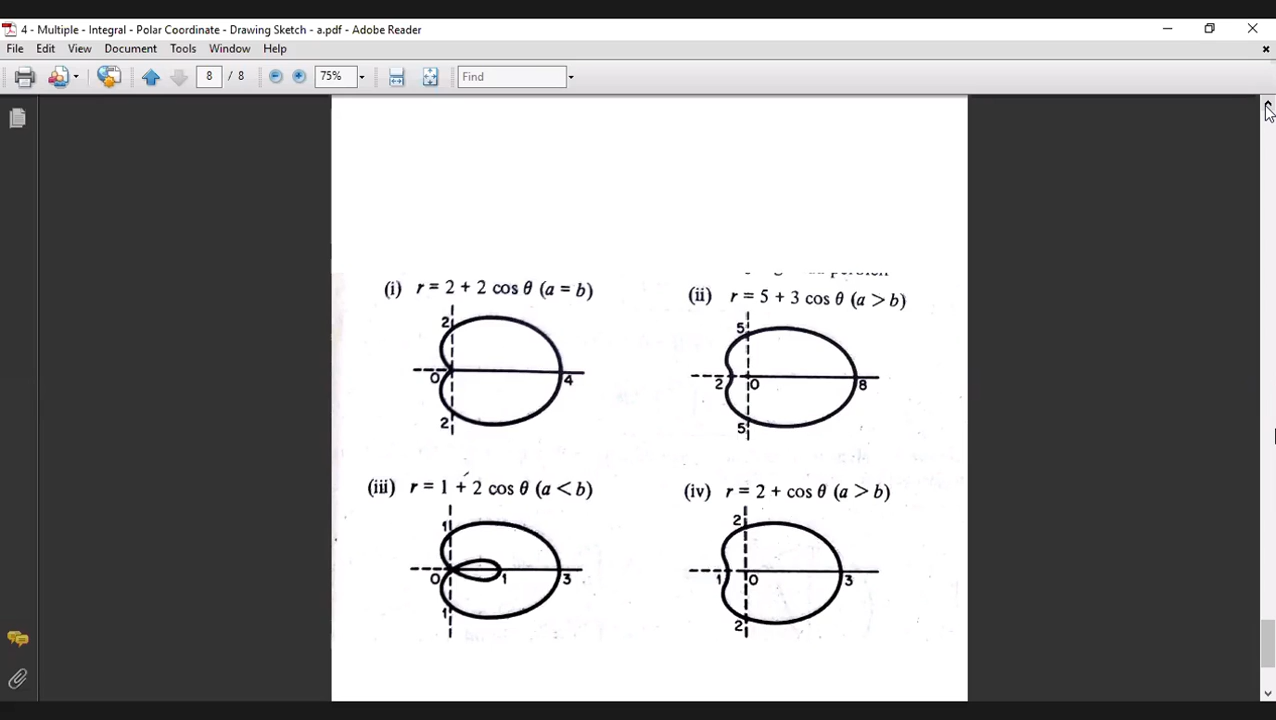 4 - Multiple - Integral - Polar Coordinate - Drawing Sketch - a.pdf - Adobe Reader
File Edit View Document Tools Window Help
8 / 8 75% Find
(i) r = 2 + 2 cos θ (a = b)
(ii) r = 5 + 3 cos θ (a > b)
2
0
4
2
5
2 0 8
5
(iii) r = 1 + 2 cos θ (a < b)
(iv) r = 2 + cos θ (a > b)
1
0 1 3
1
2
1 0 3
2